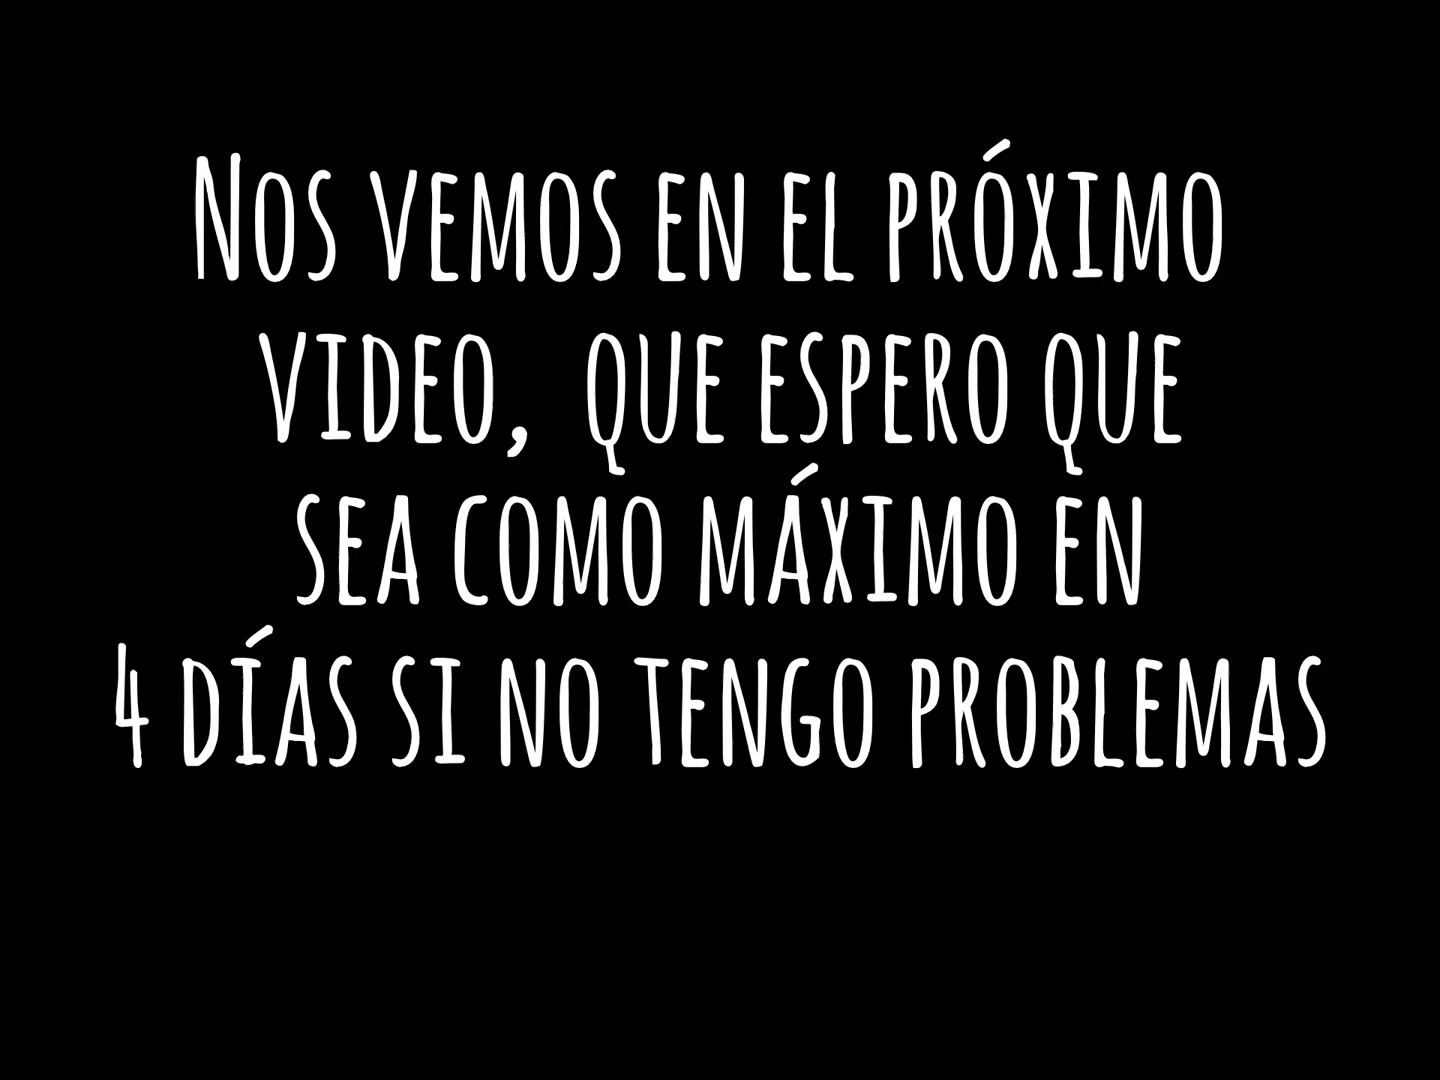 Nos vemos en el próximo
video, que espero que
sea como máximo en
4 días si no tengo problemas